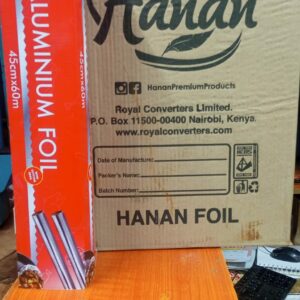 ALUMINIUM FOIL
45cmx60m
45cmx60m
Hanan
HananPremiumProducts
Royal Converters Limited.
P.O. Box 11500-00400 Nairobi, Kenya.
www.royalconverters.com
Date of Manufacture:
Packer's Name:
Batch Number:
HANAN FOIL